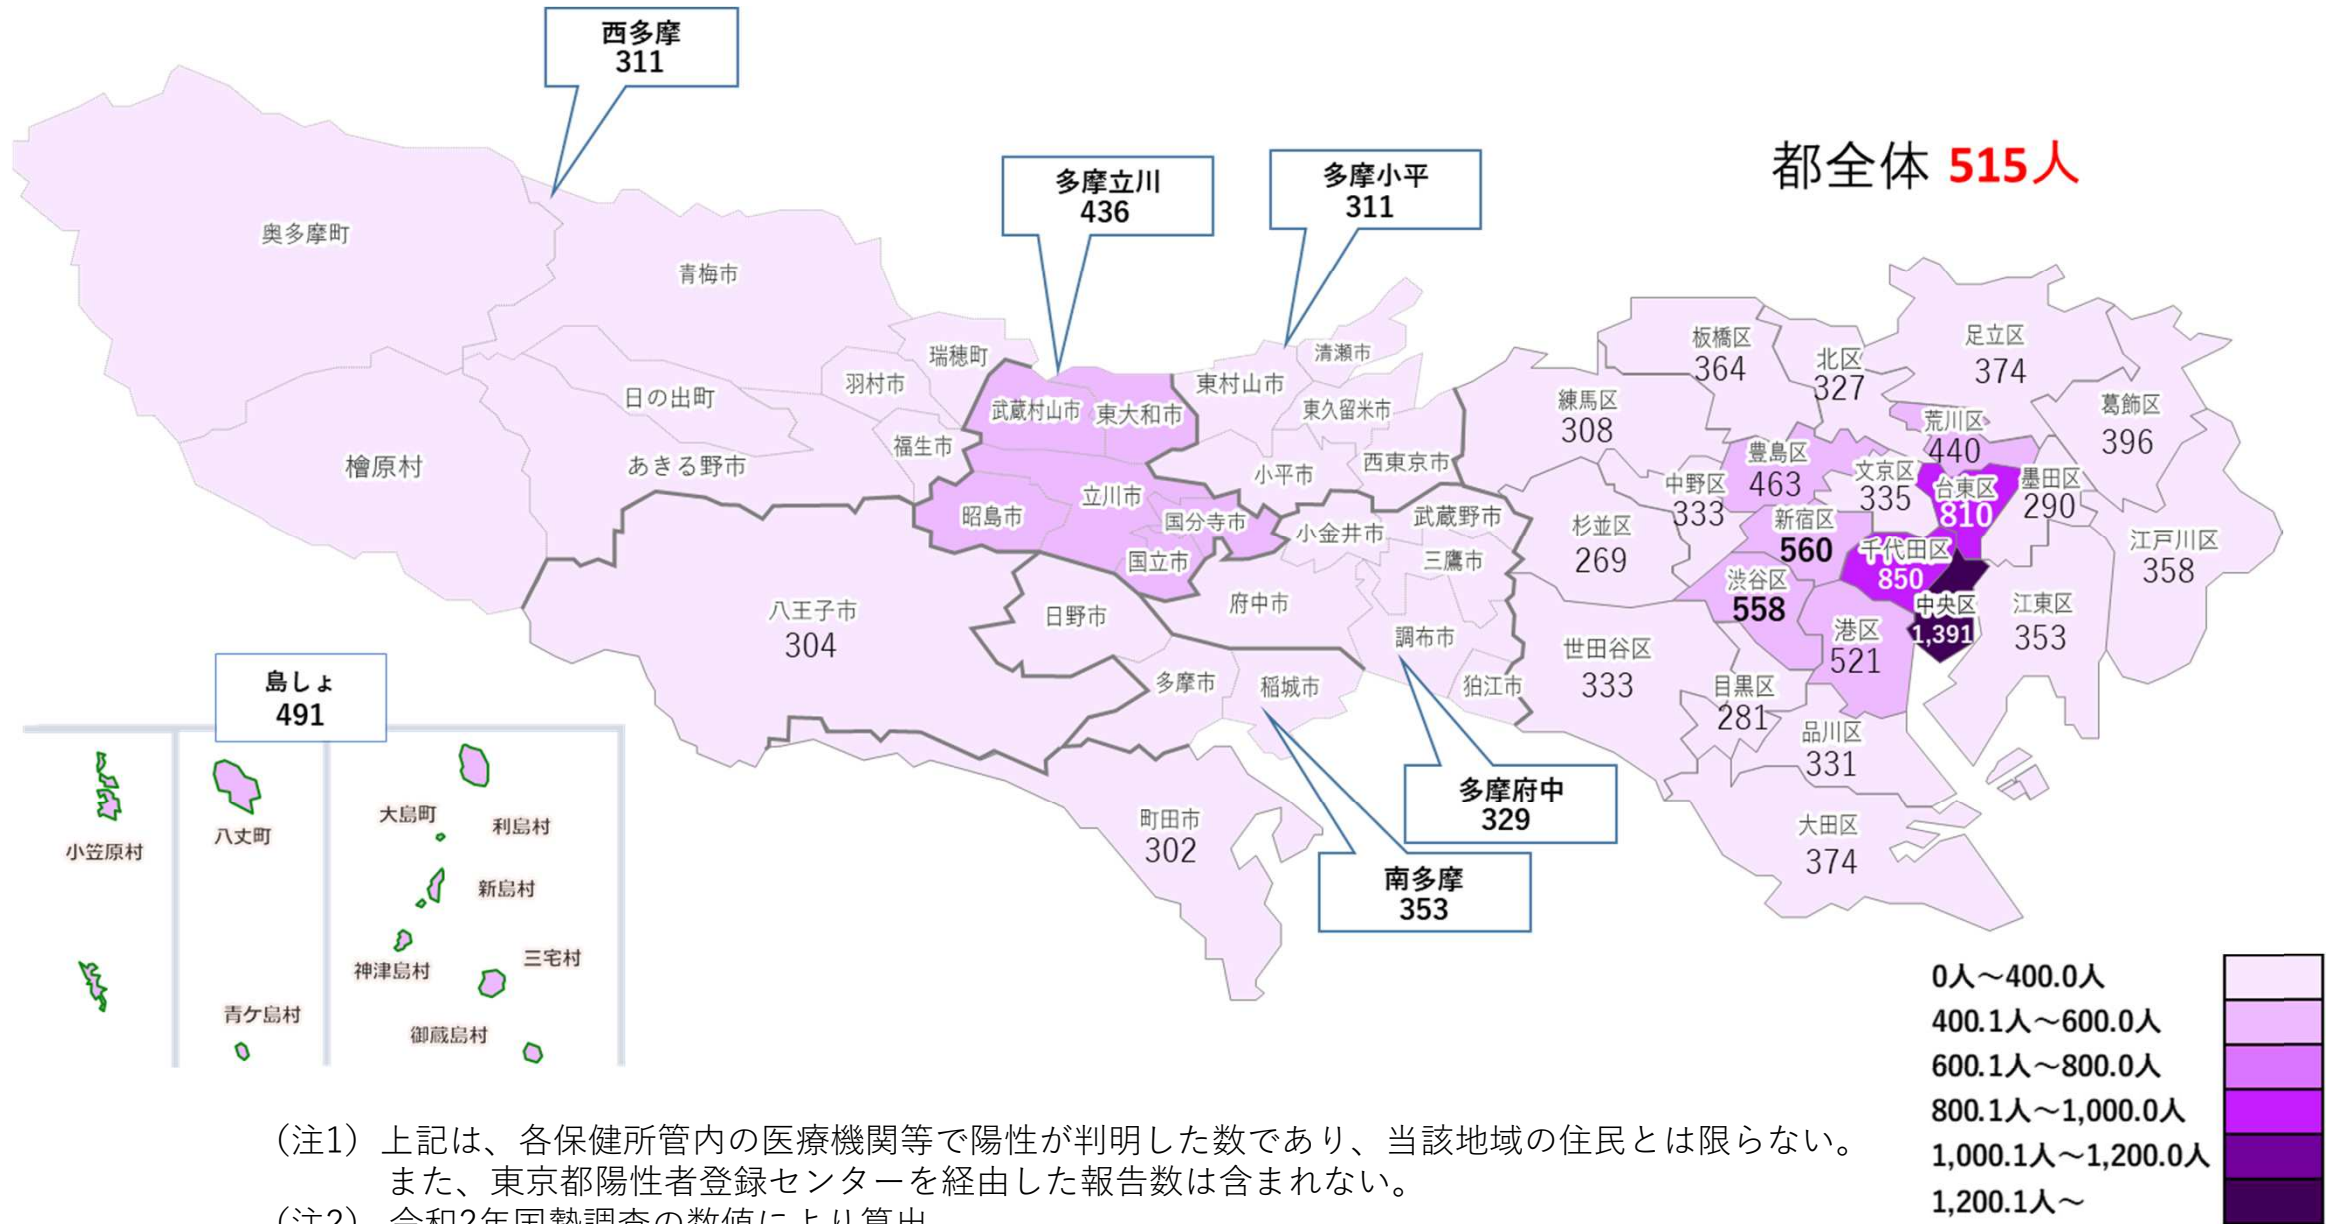 西多摩
311
多摩立川
436
多摩小平
311
都全体 515人
奥多摩町
青梅市
瑞穂町
羽村市
日の出町
福生市
檜原村
あきる野市
武蔵村山市
東大和市
立川市
昭島市
国分寺市
国立市
東村山市
清瀬市
東久留米市
小平市
西東京市
小金井市
武蔵野市
三鷹市
府中市
調布市
狛江市
八王子市
304
日野市
多摩市
稲城市
町田市
302
多摩府中
329
南多摩
353
板橋区
364
北区
327
足立区
374
葛飾区
396
練馬区
308
荒川区
440
豊島区
463
文京区
335
台東区
810
墨田区
290
中野区
333
新宿区
560
杉並区
269
千代田区
850
江戸川区
358
渋谷区
558
中央区
1,391
江東区
353
港区
521
世田谷区
333
目黒区
281
品川区
331
大田区
374
島しょ
491
小笠原村
八丈町
青ケ島村
大島町
利島村
新島村
神津島村
三宅村
御蔵島村
0人～400.0人
400.1人～600.0人
600.1人～800.0人
800.1人～1,000.0人
1,000.1人～1,200.0人
1,200.1人～
（注1）上記は、各保健所管内の医療機関等で陽性が判明した数であり、当該地域の住民とは限らない。
また、東京都陽性者登録センターを経由した報告数は含まれない。
（注2） 令和2年国勢調査の数値により算出